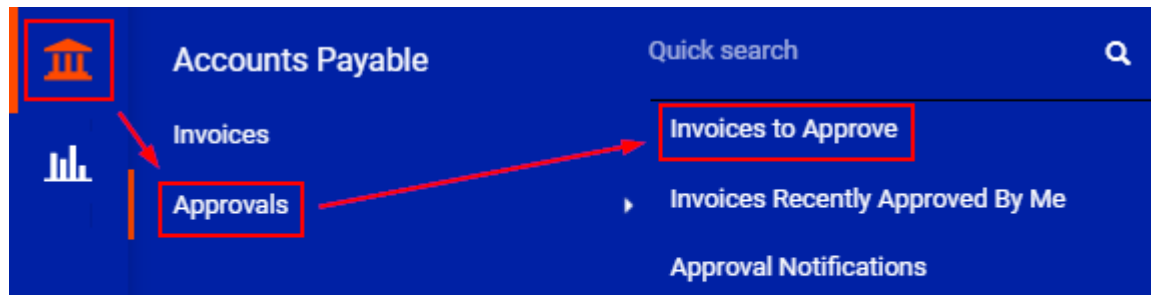 Accounts Payable
Invoices
Approvals
Quick search
Invoices to Approve
Invoices Recently Approved By Me
Approval Notifications